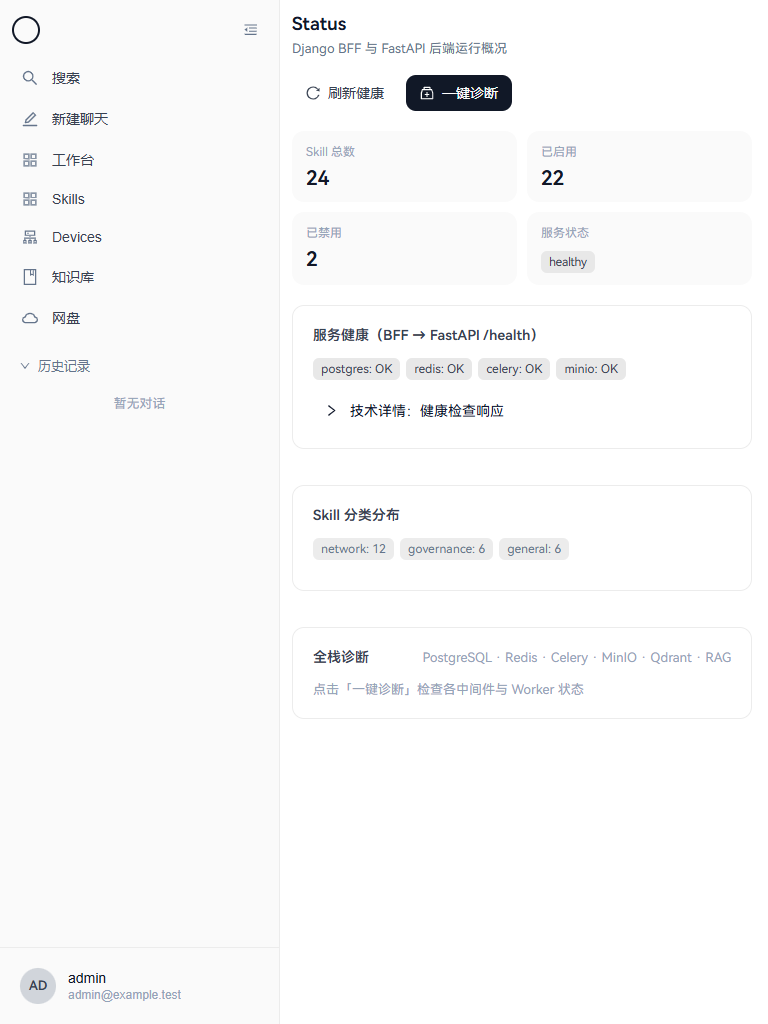 搜索
新建聊天
工作台
Skills
Devices
知识库
网盘
历史记录
暂无对话
AD
admin
admin@example.test
Status
Django BFF 与 FastAPI 后端运行概况
刷新健康
一键诊断
Skill 总数
24
已启用
22
已禁用
2
服务状态
healthy
服务健康（BFF → FastAPI /health）
postgres: OK redis: OK celery: OK minio: OK
技术详情：健康检查响应
Skill 分类分布
network: 12 governance: 6 general: 6
全栈诊断 PostgreSQL · Redis · Celery · MinIO · Qdrant · RAG
点击「一键诊断」检查各中间件与 Worker 状态